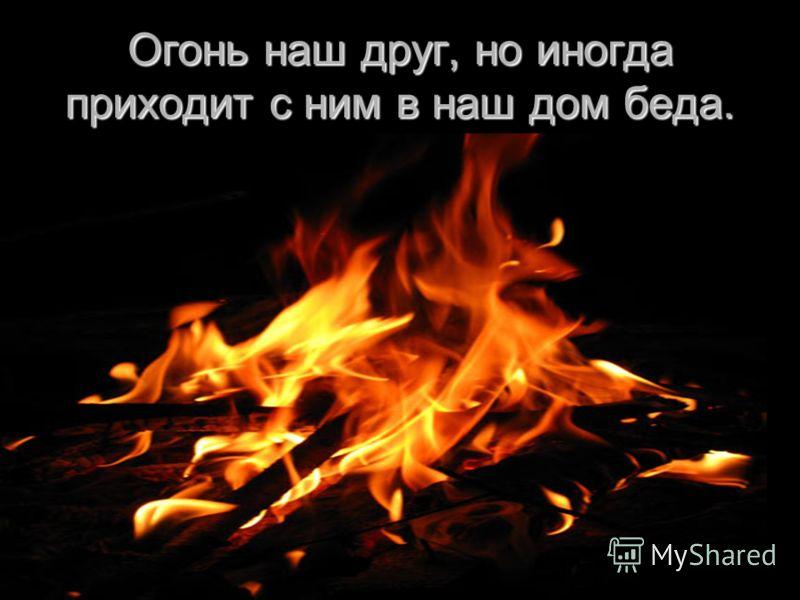 Огонь наш друг, но иногда
приходит с ним в наш дом беда.
MyShared